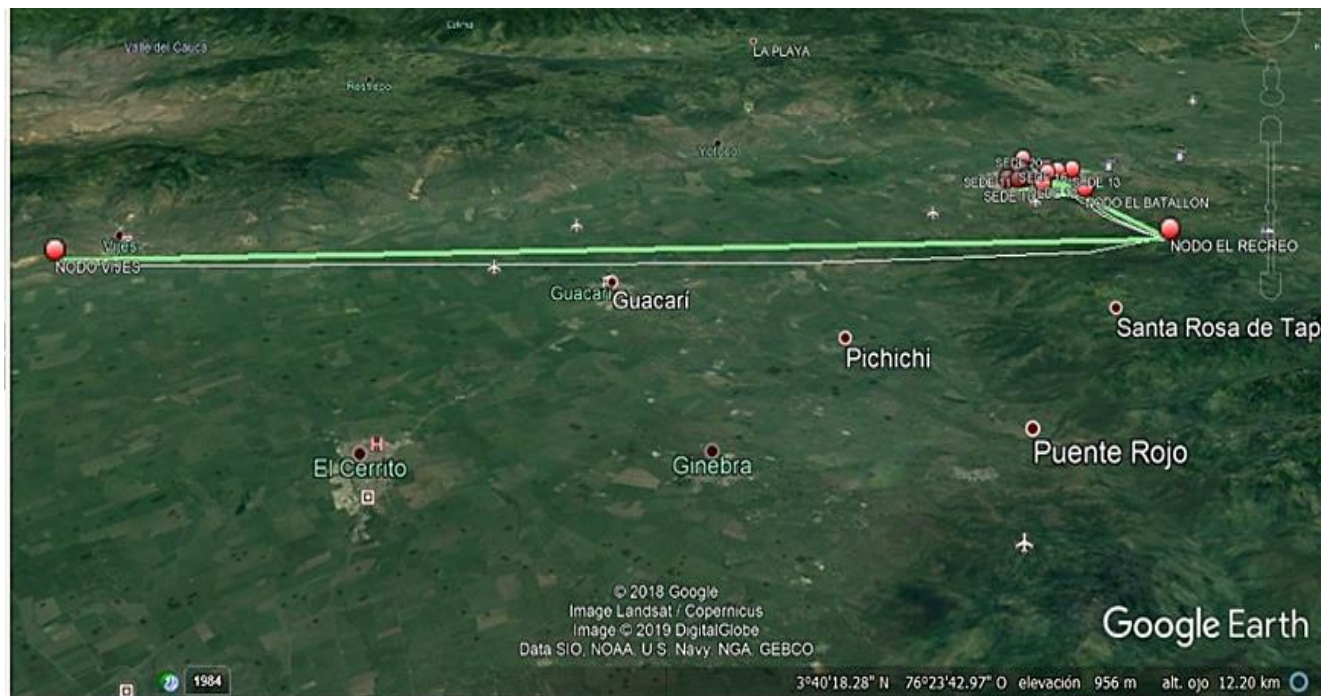 Valle del Cauca
LA PLAYA
Restrepo
Yotoco
SEDE 20
SEDE 13
SEDE 10
NODO EL BATALLON
Vijes
NODO VIJES
NODO EL RECREO
Guacarí
Guacarí
Santa Rosa de Tap
Pichichi
Puente Rojo
H
El Cerrito
Ginebra
© 2018 Google
Image Landsat / Copernicus
Image © 2019 DigitalGlobe
Data SIO, NOAA, U.S. Navy, NGA, GEBCO
Google Earth
1984
3°40'18.28" N 76°23'42.97" O elevación 956 m alt. ojo 12.20 km